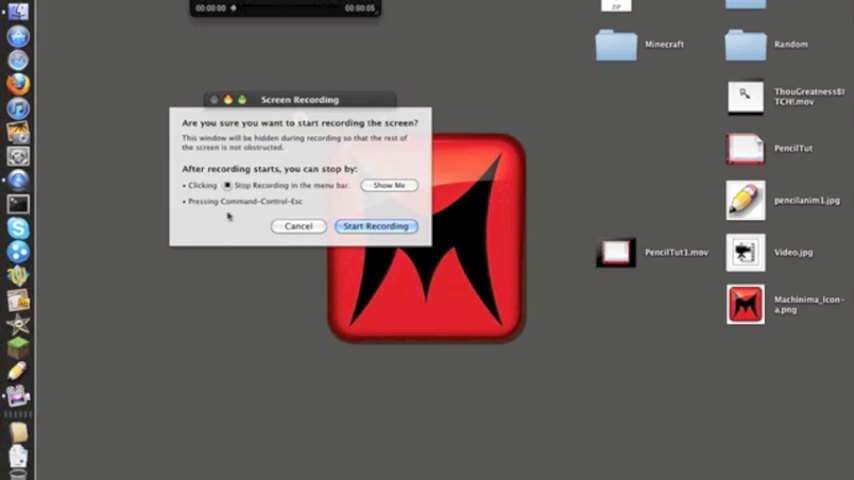 00:00:00
00:00:05
ZIP
Minecraft
Random
Screen Recording
Are you sure you want to start recording the screen?
This window will be hidden during recording so that the rest of
the screen is not obstructed.
After recording starts, you can stop by:
• Clicking Stop Recording in the menu bar.
Show Me
• Pressing Command-Control-Esc
Cancel
Start Recording
ThouGreatnessBI
TCH!.mov
PencilTut
pencilanim1.jpg
PencilTut1.mov
Video.jpg
Machinima_Icon-
a.png